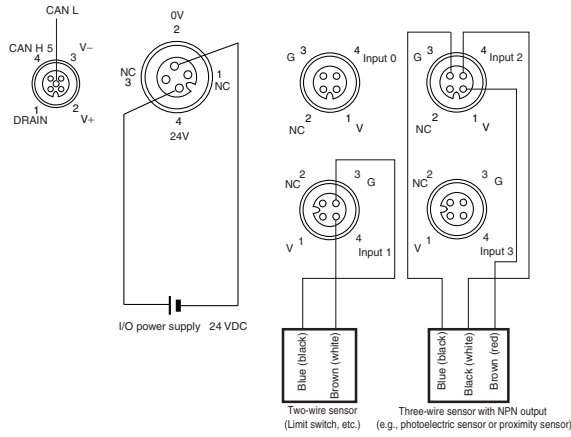 CAN L
CAN H 5
V–
4
3
1
2
DRAIN
V+
0V
2
NC
3
1
NC
4
24V
I/O power supply 24 VDC
3
4
G
Input 0
2
1
NC
V
3
4
G
Input 2
2
1
NC
V
2
3
NC
G
1
4
V
Input 1
2
3
NC
G
1
4
V
Input 3
Blue (black)
Brown (white)
Two-wire sensor
(Limit switch, etc.)
Blue (black)
Black (white)
Brown (red)
Three-wire sensor with NPN output
(e.g., photoelectric sensor or proximity sensor)